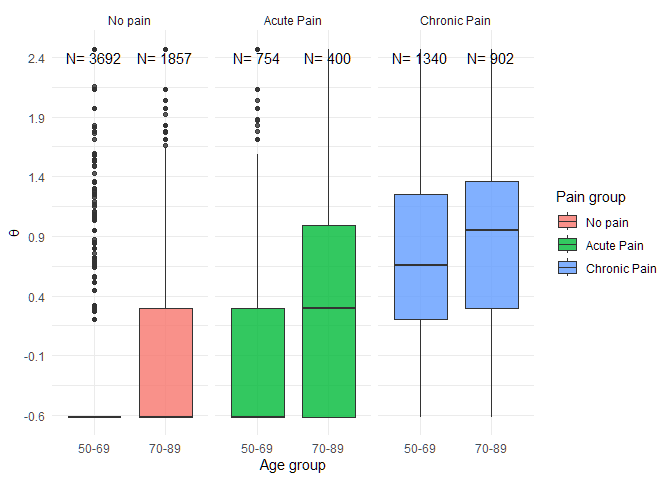 No pain Acute Pain Chronic Pain
N= 3692 N= 1857 N= 754 N= 400 N= 1340 N= 902
2.4
1.9
1.4
0.9
0.4
-0.1
-0.6
θ
50-69 70-89 50-69 70-89 50-69 70-89
Age group
Pain group
No pain
Acute Pain
Chronic Pain